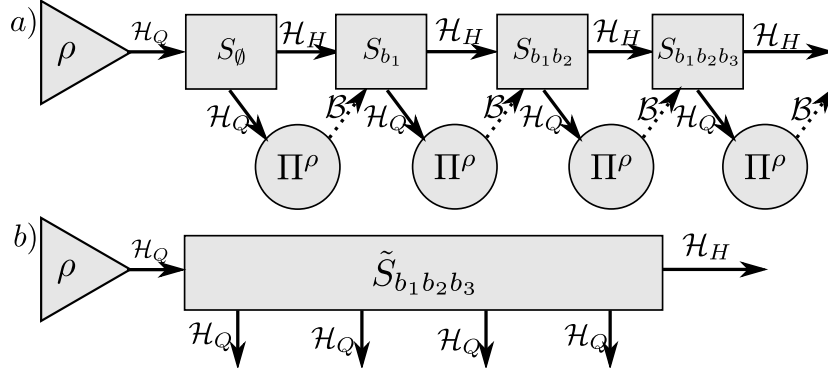 a) ρ ℋ_Q S_∅ ℋ_H S_{b_1} ℋ_H S_{b_1b_2} ℋ_H S_{b_1b_2b_3} ℋ_H
ℋ_Q ℬ ℋ_Q ℬ ℋ_Q ℬ ℋ_Q ℬ
Π^ρ Π^ρ Π^ρ Π^ρ
b) ρ ℋ_Q S̃_{b_1b_2b_3} ℋ_H
ℋ_Q ℋ_Q ℋ_Q ℋ_Q